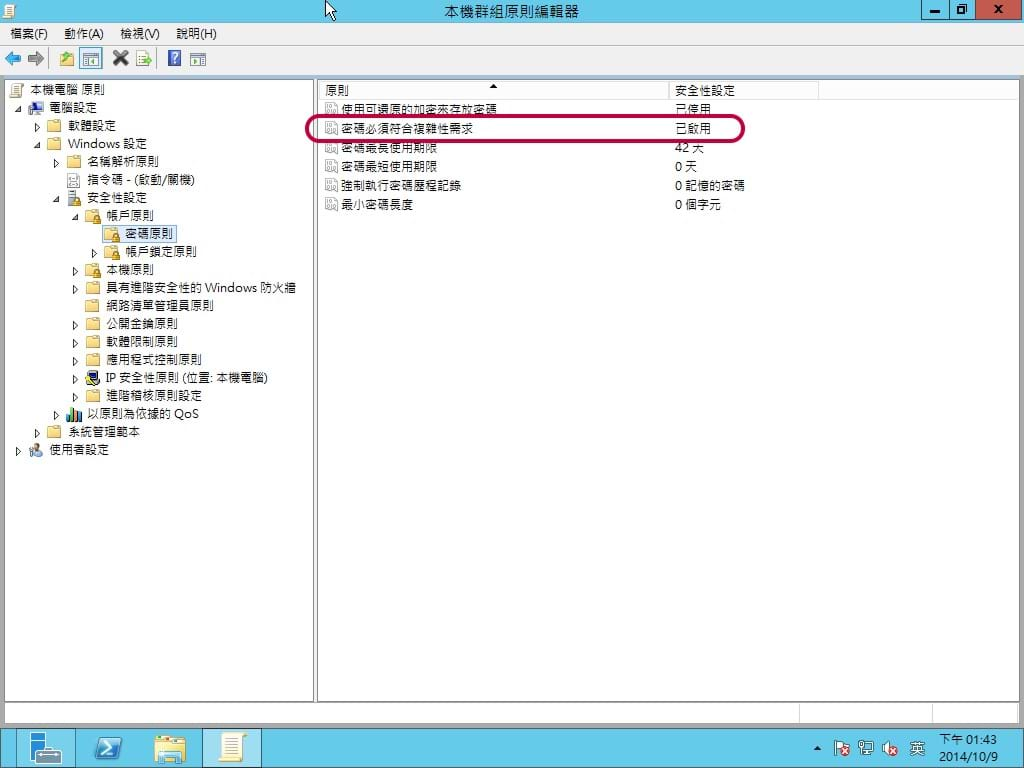 本機群組原則編輯器
檔案(F) 動作(A) 檢視(V) 說明(H)
本機電腦 原則
電腦設定
軟體設定
Windows 設定
名稱解析原則
指令碼 - (啟動/關機)
安全性設定
帳戶原則
密碼原則
帳戶鎖定原則
本機原則
具有進階安全性的 Windows 防火牆
網路清單管理員原則
公開金鑰原則
軟體限制原則
應用程式控制原則
IP 安全性原則 (位置: 本機電腦)
進階稽核原則設定
以原則為依據的 QoS
系統管理範本
使用者設定
原則 安全性設定
使用可還原的加密來存放密碼 已停用
密碼必須符合複雜性需求 已啟用
密碼最長使用期限 42 天
密碼最短使用期限 0 天
強制執行密碼歷程記錄 0 記憶的密碼
最小密碼長度 0 個字元
英
下午 01:43
2014/10/9